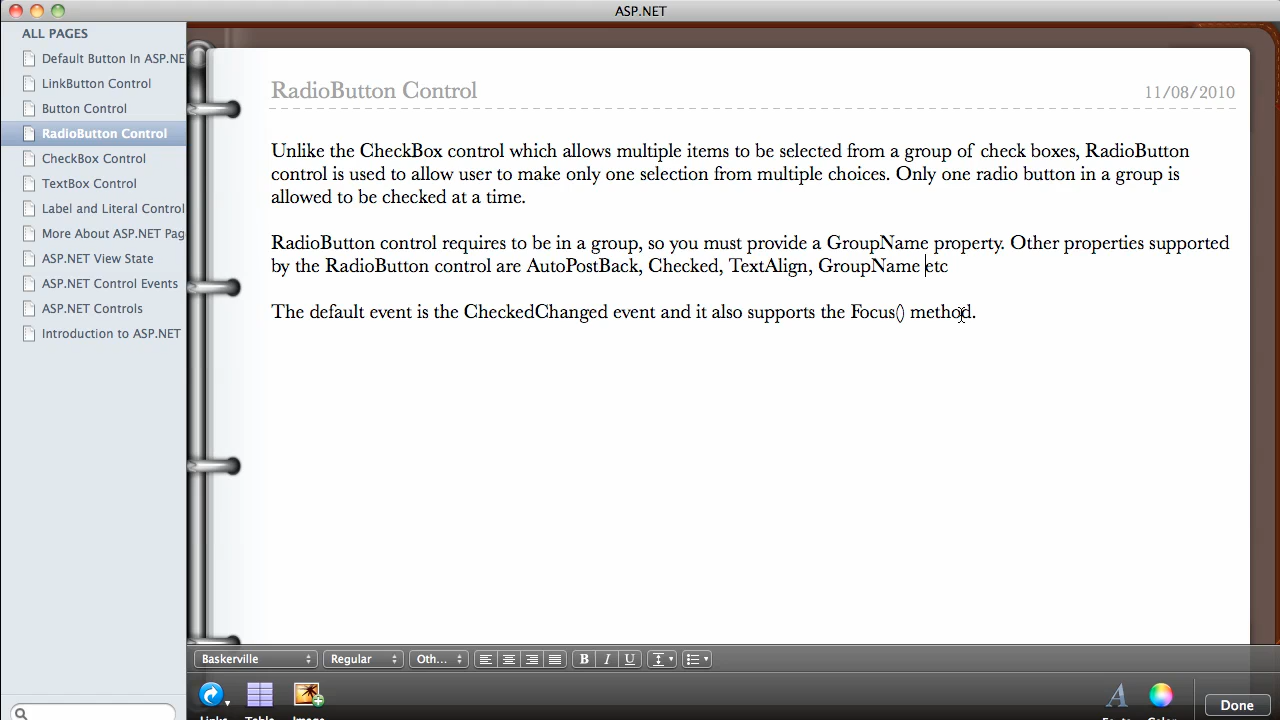 ASP.NET
ALL PAGES
Default Button In ASP.NE
LinkButton Control
Button Control
RadioButton Control
CheckBox Control
TextBox Control
Label and Literal Control
More About ASP.NET Pag
ASP.NET View State
ASP.NET Control Events
ASP.NET Controls
Introduction to ASP.NET
RadioButton Control
11/08/2010
Unlike the CheckBox control which allows multiple items to be selected from a group of check boxes, RadioButton
control is used to allow user to make only one selection from multiple choices. Only one radio button in a group is
allowed to be checked at a time.
RadioButton control requires to be in a group, so you must provide a GroupName property. Other properties supported
by the RadioButton control are AutoPostBack, Checked, TextAlign, GroupName etc
The default event is the CheckedChanged event and it also supports the Focus() method.
Baskerville
Regular
Oth...
B I U
Links
Table
Image
A
Done